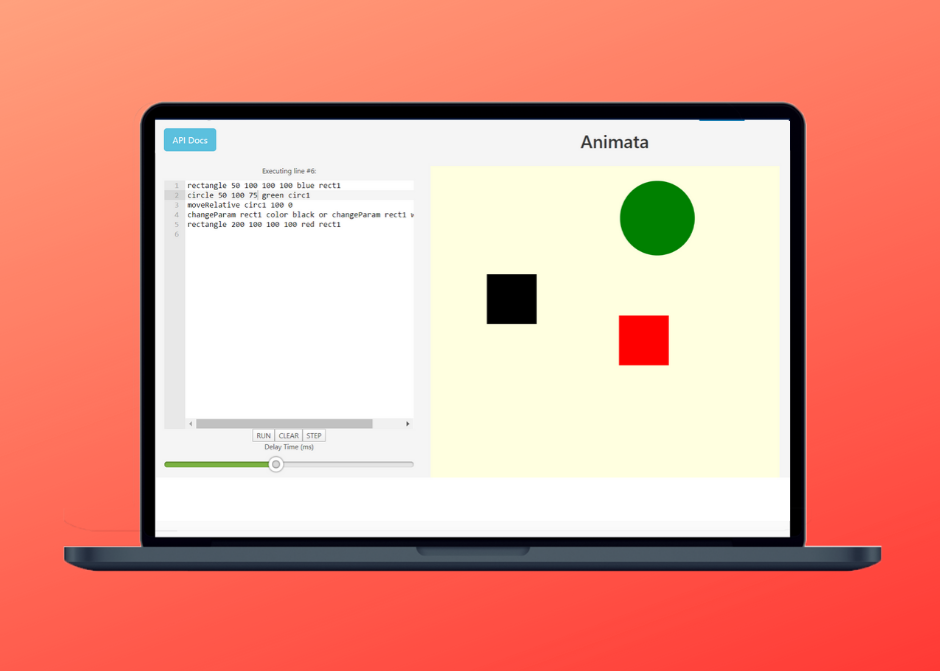 API Docs
Animata
Executing line #6:
1 rectangle 50 100 100 100 blue rect1
2 circle 50 100 75 green circ1
3 moveRelative circ1 100 0
4 changeParam rect1 color black or changeParam rect1
5 rectangle 200 100 100 100 red rect1
6
RUN CLEAR STEP
Delay Time (ms)